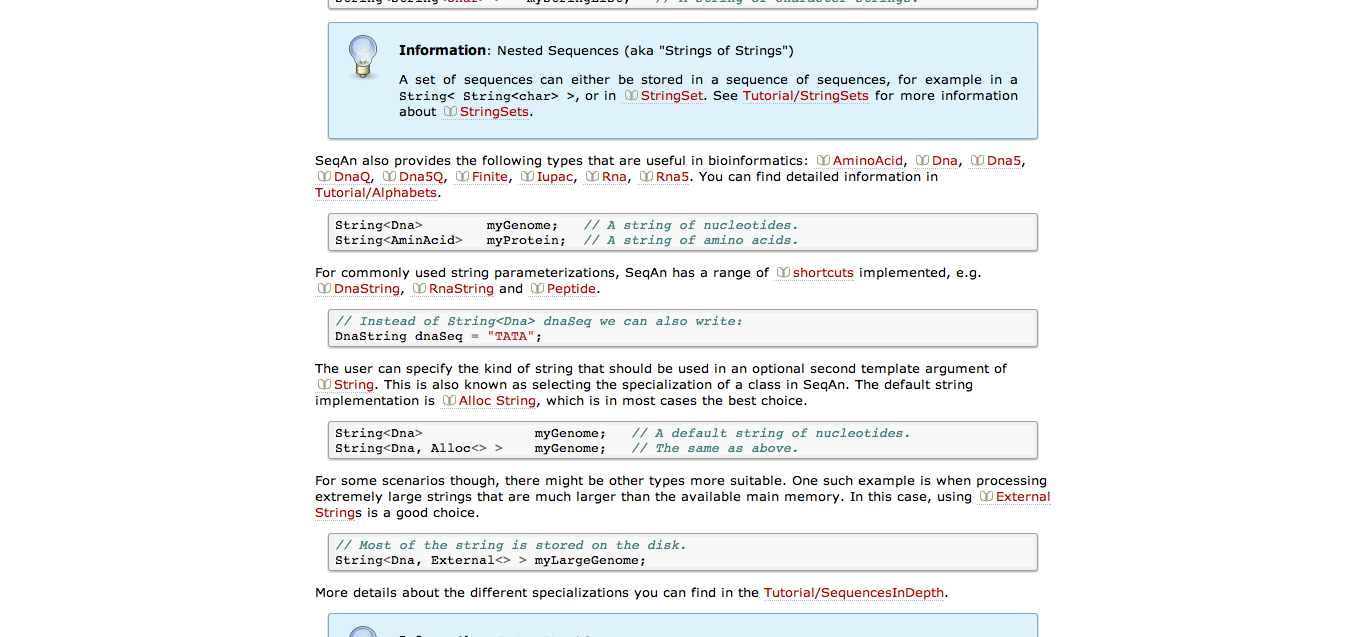 Information: Nested Sequences (aka "Strings of Strings")
A set of sequences can either be stored in a sequence of sequences, for example in a
String< String<char> >, or in StringSet. See Tutorial/StringSets for more information
about StringSets.
SeqAn also provides the following types that are useful in bioinformatics: AminoAcid, Dna, Dna5,
DnaQ, Dna5Q, Finite, Iupac, Rna, Rna5. You can find detailed information in
Tutorial/Alphabets.
String<Dna> myGenome; // A string of nucleotides.
String<AminAcid> myProtein; // A string of amino acids.
For commonly used string parameterizations, SeqAn has a range of shortcuts implemented, e.g.
DnaString, RnaString and Peptide.
// Instead of String<Dna> dnaSeq we can also write:
DnaString dnaSeq = "TATA";
The user can specify the kind of string that should be used in an optional second template argument of
String. This is also known as selecting the specialization of a class in SeqAn. The default string
implementation is Alloc String, which is in most cases the best choice.
String<Dna> myGenome; // A default string of nucleotides.
String<Dna, Alloc<> > myGenome; // The same as above.
For some scenarios though, there might be other types more suitable. One such example is when processing
extremely large strings that are much larger than the available main memory. In this case, using External
Strings is a good choice.
// Most of the string is stored on the disk.
String<Dna, External<> > myLargeGenome;
More details about the different specializations you can find in the Tutorial/SequencesInDepth.